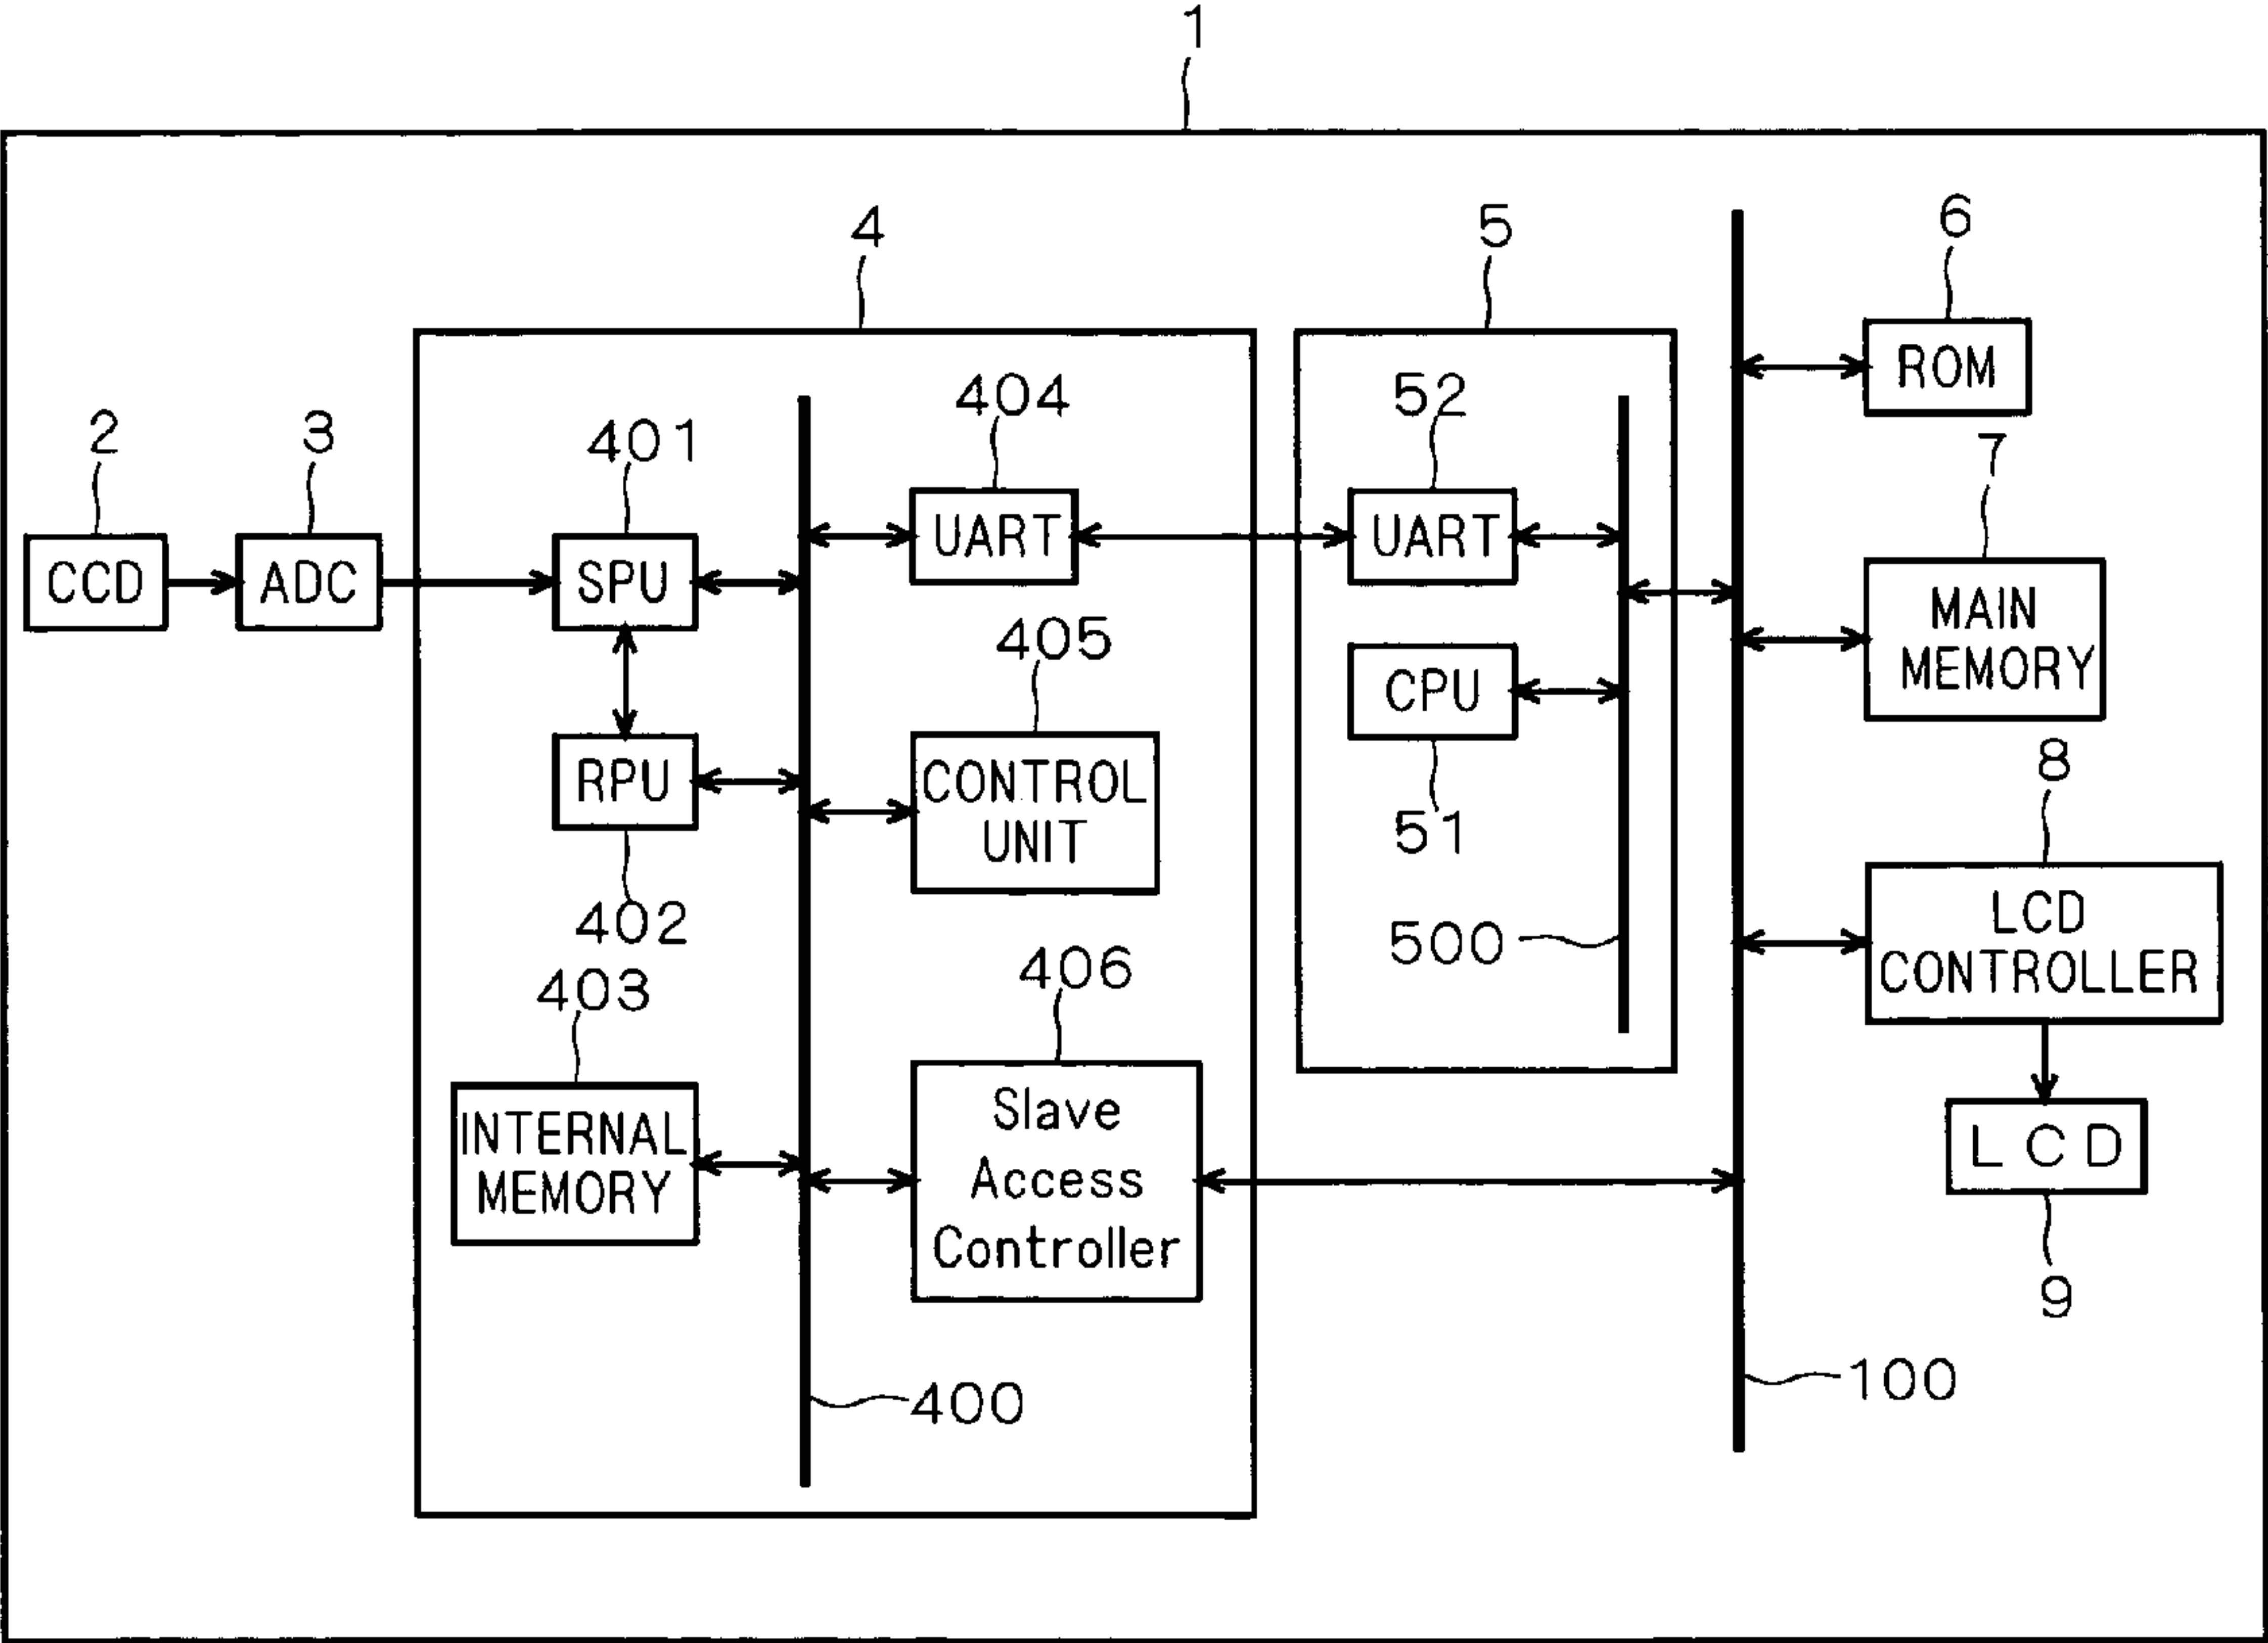 1
4
5
6
ROM
404
52
7
2
3
401
UART
UART
CCD
ADC
SPU
MAIN
MEMORY
405
CPU
8
RPU
CONTROL
UNIT
51
402
500
LCD
CONTROLLER
403
406
INTERNAL
MEMORY
Slave
Access
Controller
LCD
9
400
100